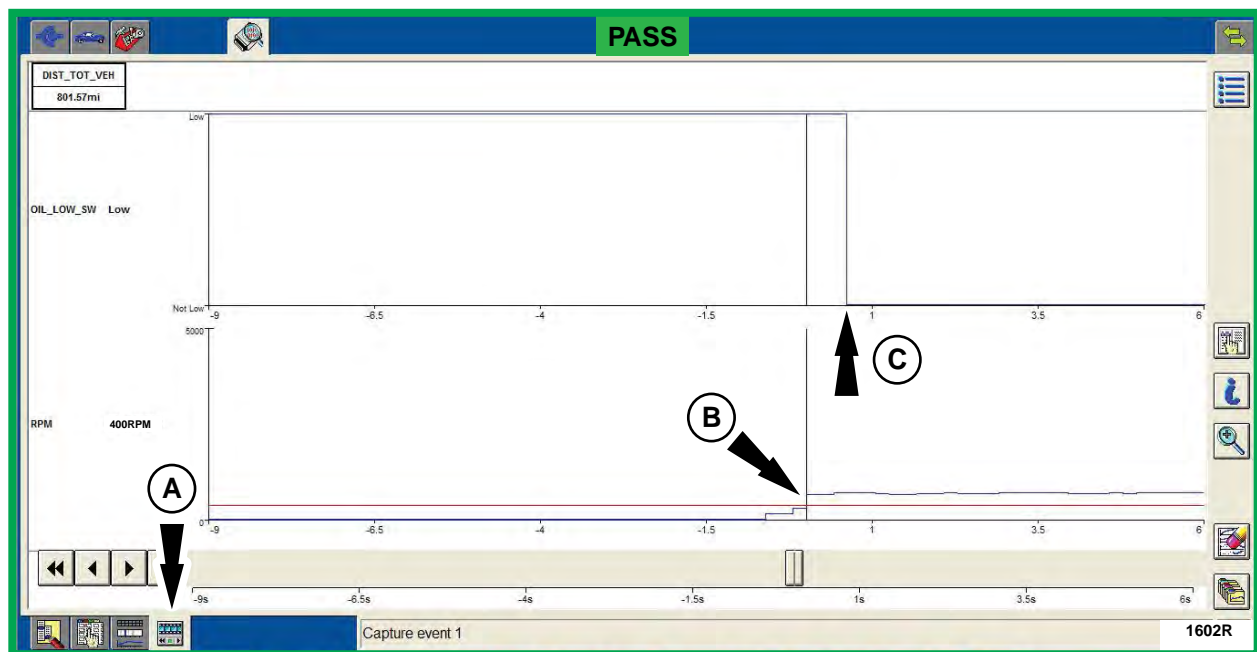 PASS
DIST_TOT_VEH
801.57mi
Low
OIL_LOW_SW Low
Not Low
-9 -6.5 -4 -1.5 1 3.5 6
5000
C
B
RPM 400RPM
A
0
-9 -6.5 -4 -1.5 1 3.5 6
-9s -6.5s -4s -1.5s 1s 3.5s 6s
Capture event 1
1602R